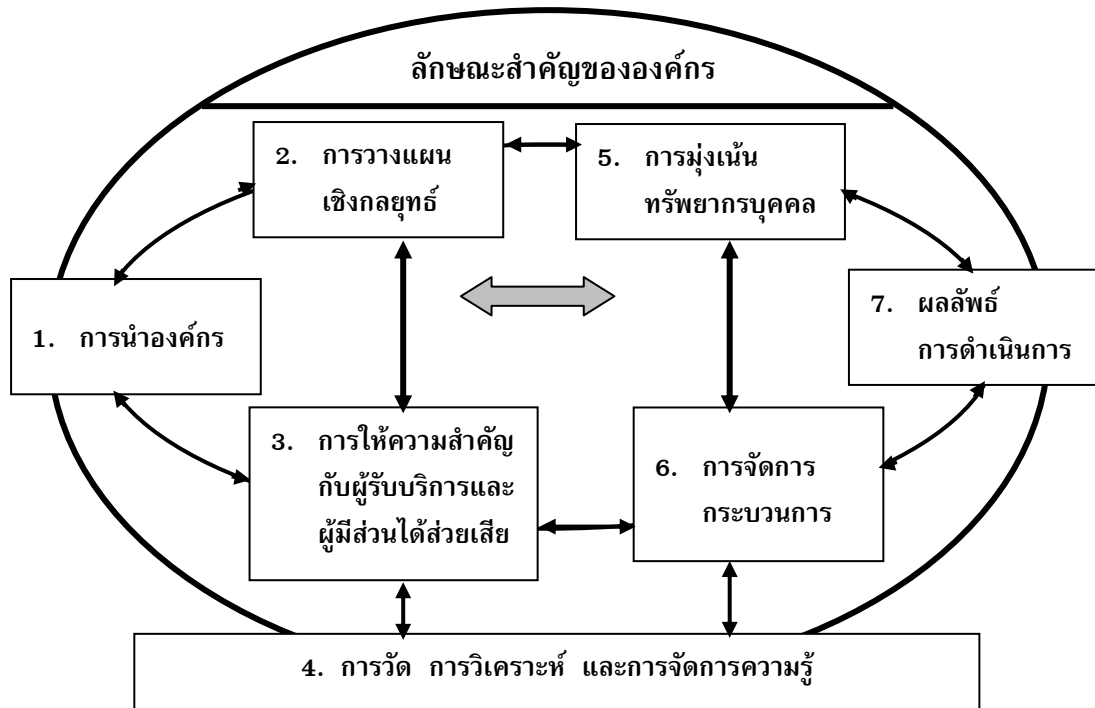 ลักษณะสำคัญขององค์กร
2. การวางแผน
เชิงกลยุทธ์
5. การมุ่งเน้น
ทรัพยากรบุคคล
1. การนำองค์กร
7. ผลลัพธ์
การดำเนินการ
3. การให้ความสำคัญ
กับผู้รับบริการและ
ผู้มีส่วนได้ส่วยเสีย
6. การจัดการ
กระบวนการ
4. การวัด การวิเคราะห์ และการจัดการความรู้